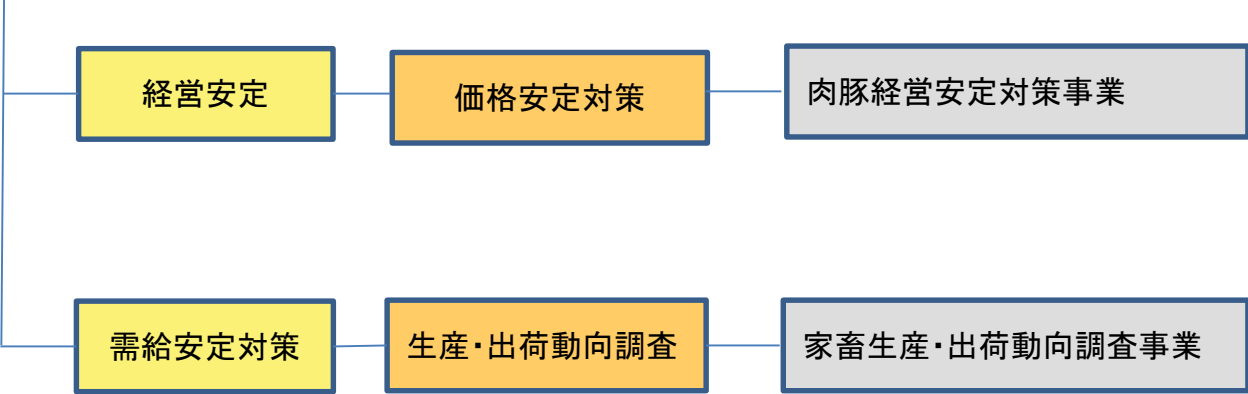 経営安定
価格安定対策
肉豚経営安定対策事業
需給安定対策
生産・出荷動向調査
家畜生産・出荷動向調査事業